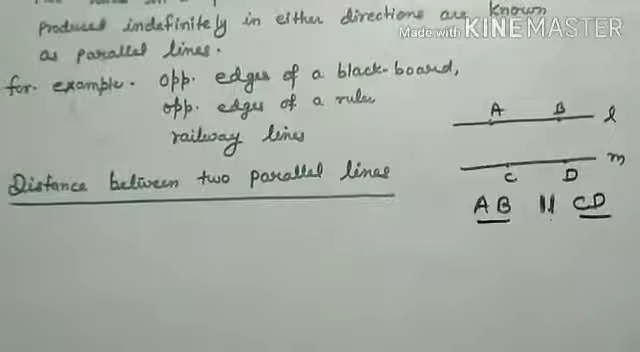 Produced indefinitely in either directions are known
Made with KINEMASTER
as parallel lines.
for. example. opp. edges of a black-board,
opp. edges of a ruler
railway lines
A B l
m
C D
AB || CD
Distance between two parallel lines